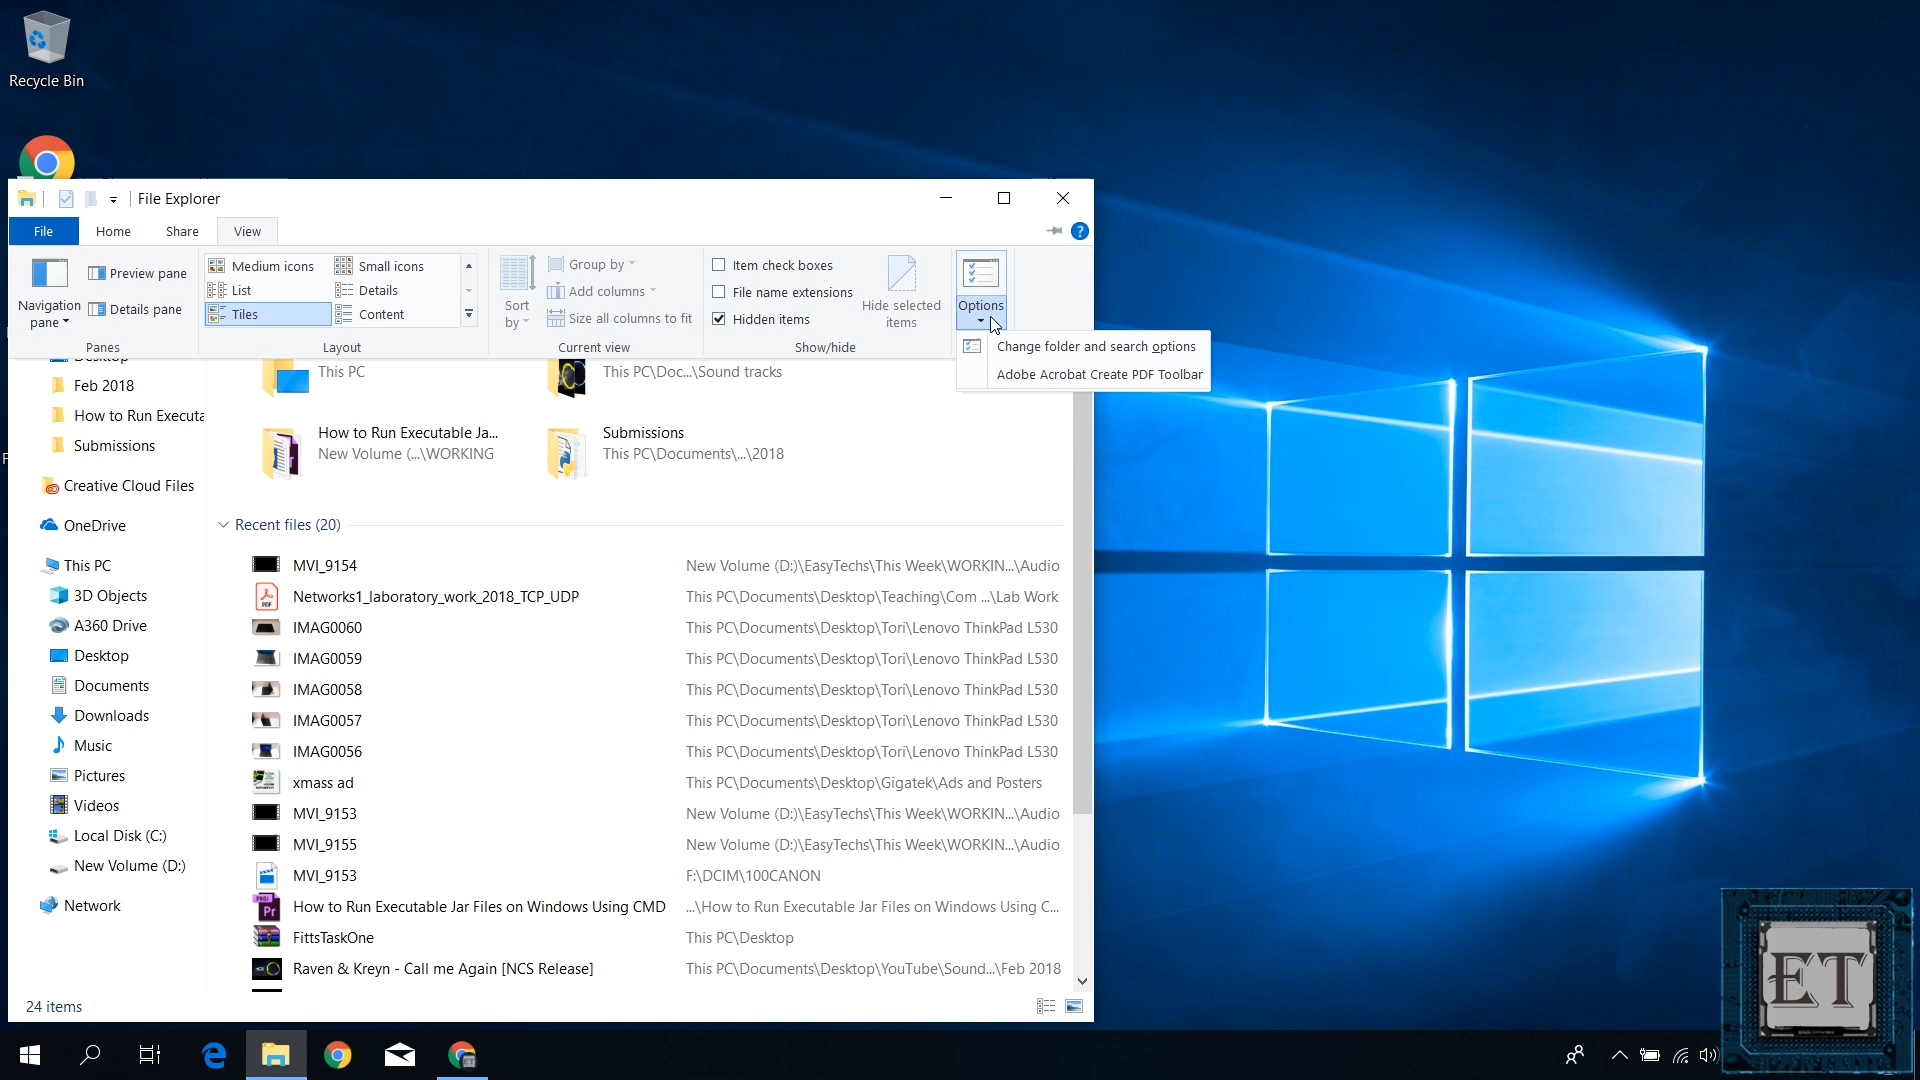 Recycle Bin
File Explorer
File
Home
Share
View
Navigation pane
Preview pane
Details pane
Panes
Medium icons
Small icons
List
Details
Tiles
Content
Layout
Sort by
Group by
Add columns
Size all columns to fit
Current view
Item check boxes
File name extensions
Hidden items
Hide selected items
Show/hide
Options
Change folder and search options
Adobe Acrobat Create PDF Toolbar
Desktop
Feb 2018
How to Run Executa
Submissions
Creative Cloud Files
OneDrive
This PC
3D Objects
A360 Drive
Desktop
Documents
Downloads
Music
Pictures
Videos
Local Disk (C:)
New Volume (D:)
Network
This PC
This PC\Doc...\Sound tracks
How to Run Executable Ja...
New Volume (...\WORKING
Submissions
This PC\Documents\...\2018
Recent files (20)
MVI_9154 New Volume (D:)\EasyTechs\This Week\WORKIN...\Audio
Networks1_laboratory_work_2018_TCP_UDP This PC\Documents\Desktop\Teaching\Com ...\Lab Work
IMAG0060 This PC\Documents\Desktop\Tori\Lenovo ThinkPad L530
IMAG0059 This PC\Documents\Desktop\Tori\Lenovo ThinkPad L530
IMAG0058 This PC\Documents\Desktop\Tori\Lenovo ThinkPad L530
IMAG0057 This PC\Documents\Desktop\Tori\Lenovo ThinkPad L530
IMAG0056 This PC\Documents\Desktop\Tori\Lenovo ThinkPad L530
xmass ad This PC\Documents\Desktop\Gigatek\Ads and Posters
MVI_9153 New Volume (D:)\EasyTechs\This Week\WORKIN...\Audio
MVI_9155 New Volume (D:)\EasyTechs\This Week\WORKIN...\Audio
MVI_9153 F:\DCIM\100CANON
How to Run Executable Jar Files on Windows Using CMD ...\How to Run Executable Jar Files on Windows Using C...
FittsTaskOne This PC\Desktop
Raven & Kreyn - Call me Again [NCS Release] This PC\Documents\Desktop\YouTube\Sound...\Feb 2018
24 items
ET